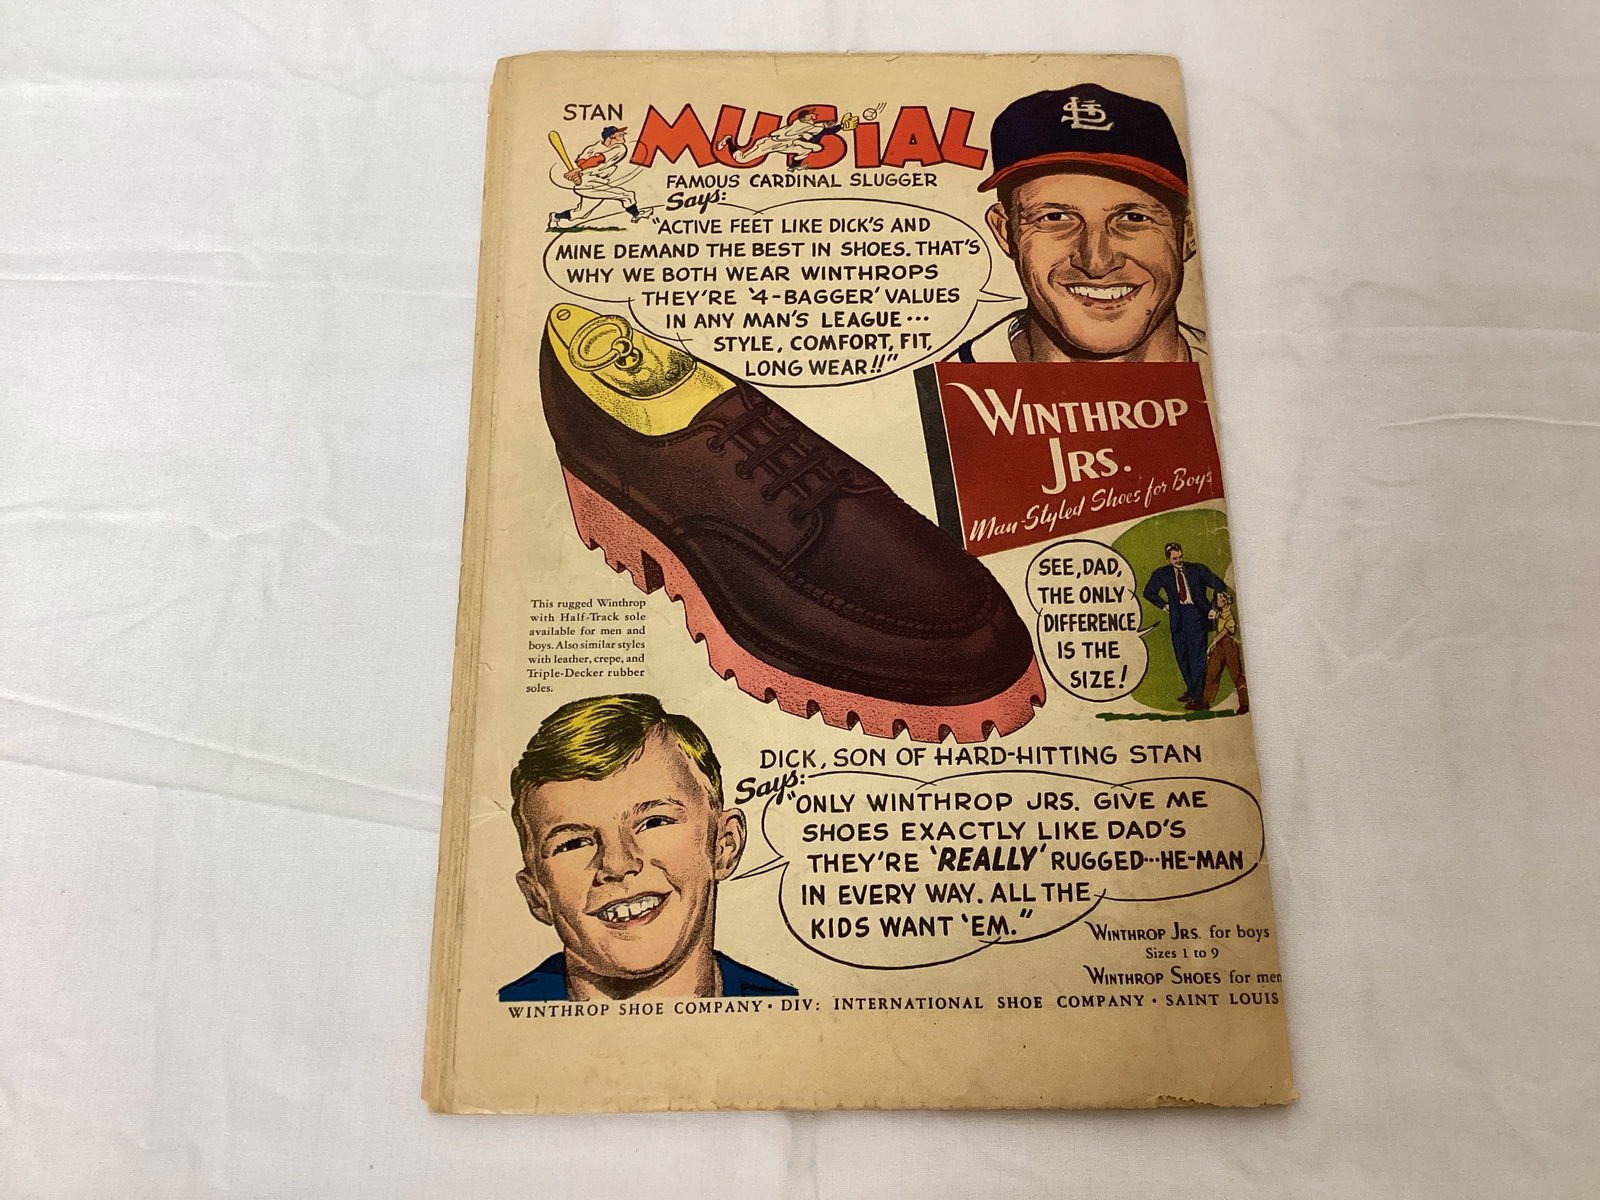 STAN MUSIAL
FAMOUS CARDINAL SLUGGER
Says:
"ACTIVE FEET LIKE DICK'S AND
MINE DEMAND THE BEST IN SHOES. THAT'S
WHY WE BOTH WEAR WINTHROPS
THEY'RE '4-BAGGER' VALUES
IN ANY MAN'S LEAGUE...
STYLE, COMFORT, FIT,
LONG WEAR!!"
STL
WINTHROP
JRS.
Man-Styled Shoes for Boys
SEE, DAD,
THE ONLY
DIFFERENCE
IS THE
SIZE!
This rugged Winthrop
with Half-Track sole
available for men and
boys. Also similar styles
with leather, crepe, and
Triple-Decker rubber
soles.
DICK, SON OF HARD-HITTING STAN
Says:
"ONLY WINTHROP JRS. GIVE ME
SHOES EXACTLY LIKE DAD'S
THEY'RE 'REALLY' RUGGED...HE-MAN
IN EVERY WAY. ALL THE
KIDS WANT 'EM."
WINTHROP JRS. for boys
Sizes 1 to 9
WINTHROP SHOES for men
WINTHROP SHOE COMPANY • DIV: INTERNATIONAL SHOE COMPANY • SAINT LOUIS